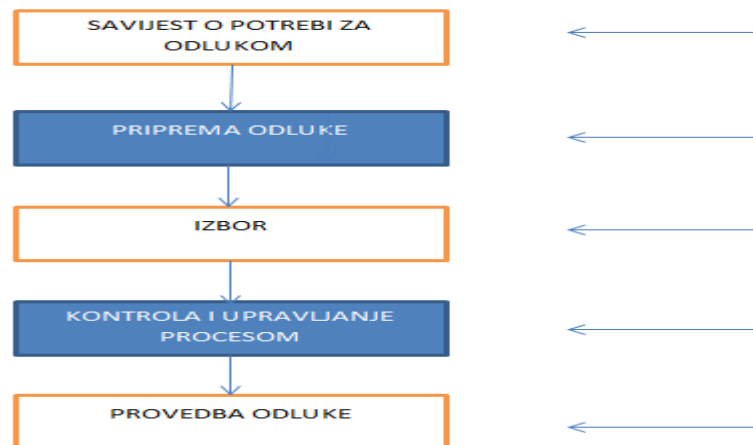 SAVIJEST O POTREBI ZA
ODLUKOM
PRIPREMA ODLUKE
IZBOR
KONTROLA I UPRAVLJANJE
PROCESOM
PROVEDBA ODLUKE